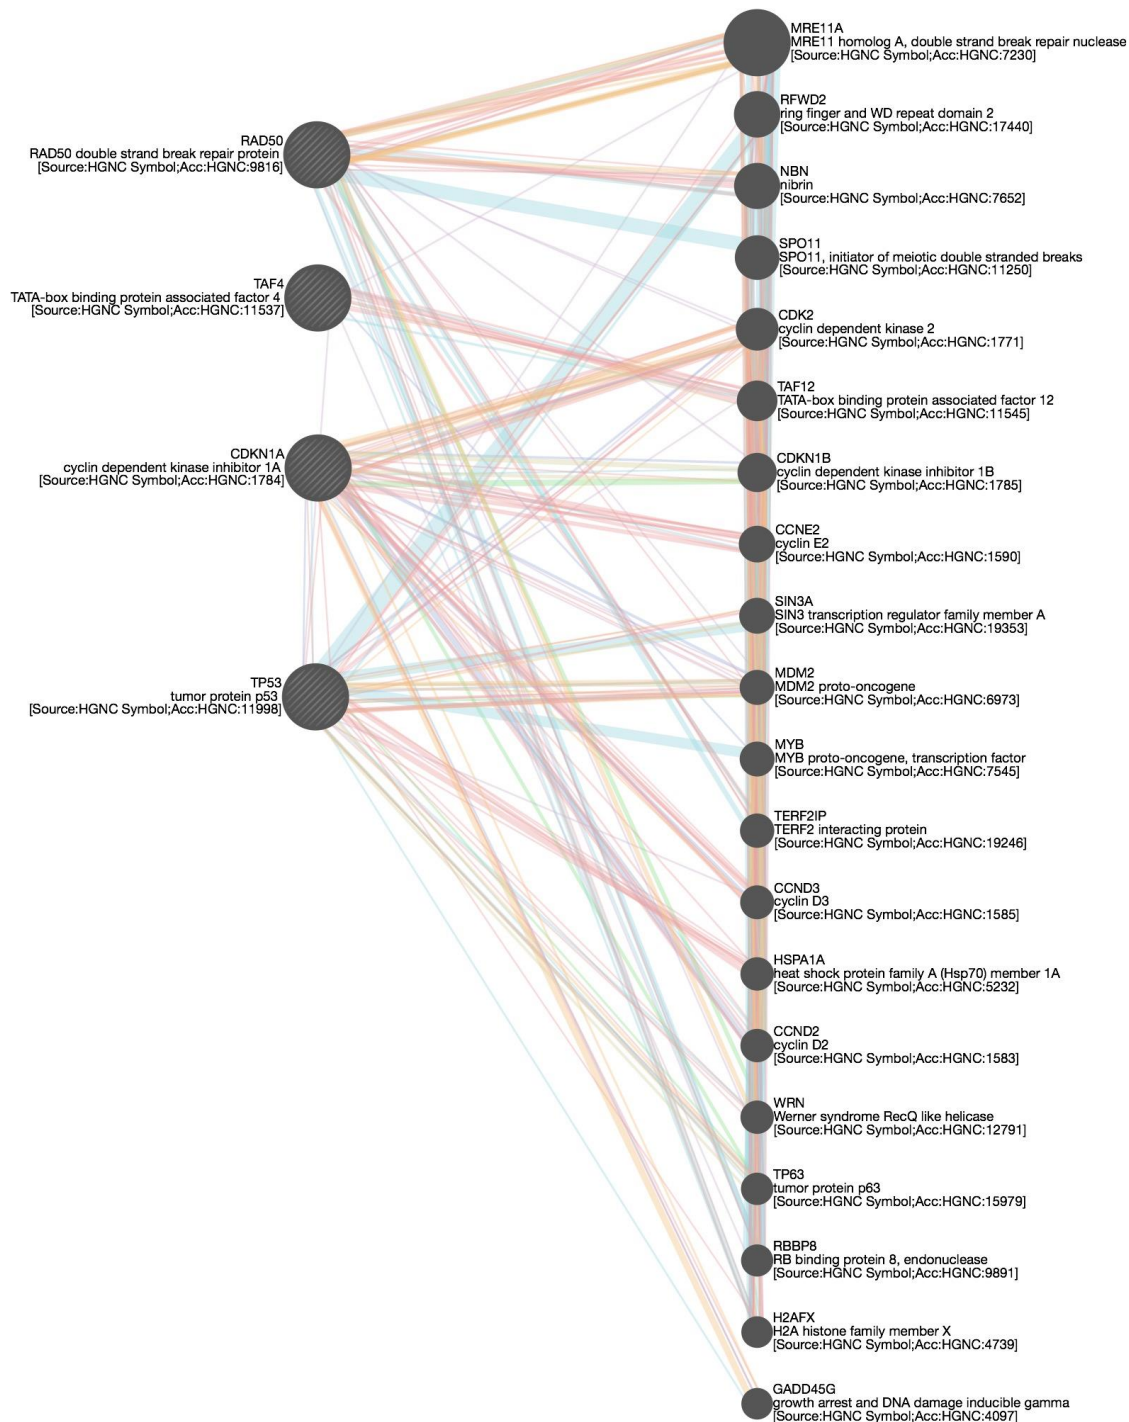 RAD50
RAD50 double strand break repair protein
[Source:HGNC Symbol;Acc:HGNC:9816]
TAF4
TATA-box binding protein associated factor 4
[Source:HGNC Symbol;Acc:HGNC:11537]
CDKN1A
cyclin dependent kinase inhibitor 1A
[Source:HGNC Symbol;Acc:HGNC:1784]
TP53
tumor protein p53
[Source:HGNC Symbol;Acc:HGNC:11998]
MRE11A
MRE11 homolog A, double strand break repair nuclease
[Source:HGNC Symbol;Acc:HGNC:7230]
RFWD2
ring finger and WD repeat domain 2
[Source:HGNC Symbol;Acc:HGNC:17440]
NBN
nibrin
[Source:HGNC Symbol;Acc:HGNC:7652]
SPO11
SPO11, initiator of meiotic double stranded breaks
[Source:HGNC Symbol;Acc:HGNC:11250]
CDK2
cyclin dependent kinase 2
[Source:HGNC Symbol;Acc:HGNC:1771]
TAF12
TATA-box binding protein associated factor 12
[Source:HGNC Symbol;Acc:HGNC:11545]
CDKN1B
cyclin dependent kinase inhibitor 1B
[Source:HGNC Symbol;Acc:HGNC:1785]
CCNE2
cyclin E2
[Source:HGNC Symbol;Acc:HGNC:1590]
SIN3A
SIN3 transcription regulator family member A
[Source:HGNC Symbol;Acc:HGNC:19353]
MDM2
MDM2 proto-oncogene
[Source:HGNC Symbol;Acc:HGNC:6973]
MYB
MYB proto-oncogene, transcription factor
[Source:HGNC Symbol;Acc:HGNC:7545]
TERF2IP
TERF2 interacting protein
[Source:HGNC Symbol;Acc:HGNC:19246]
CCND3
cyclin D3
[Source:HGNC Symbol;Acc:HGNC:1585]
HSPA1A
heat shock protein family A (Hsp70) member 1A
[Source:HGNC Symbol;Acc:HGNC:5232]
CCND2
cyclin D2
[Source:HGNC Symbol;Acc:HGNC:1583]
WRN
Werner syndrome RecQ like helicase
[Source:HGNC Symbol;Acc:HGNC:12791]
TP63
tumor protein p63
[Source:HGNC Symbol;Acc:HGNC:15979]
RBBP8
RB binding protein 8, endonuclease
[Source:HGNC Symbol;Acc:HGNC:9891]
H2AFX
H2A histone family member X
[Source:HGNC Symbol;Acc:HGNC:4739]
GADD45G
growth arrest and DNA damage inducible gamma
[Source:HGNC Symbol;Acc:HGNC:4097]